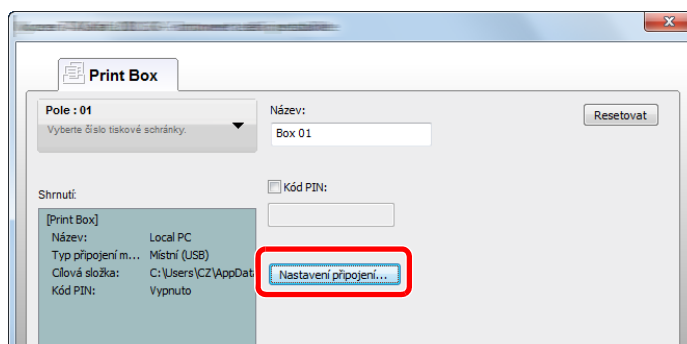 Print Box
Pole : 01
Vyberte číslo tiskové schránky.
Název:
Box 01
Resetovat
Kód PIN:
Shrnutí:
[Print Box]
Název: Local PC
Typ připojení m... Místní (USB)
Cílová složka: C:\Users\CZ\AppDat
Kód PIN: Vypnuto
Nastavení připojení...